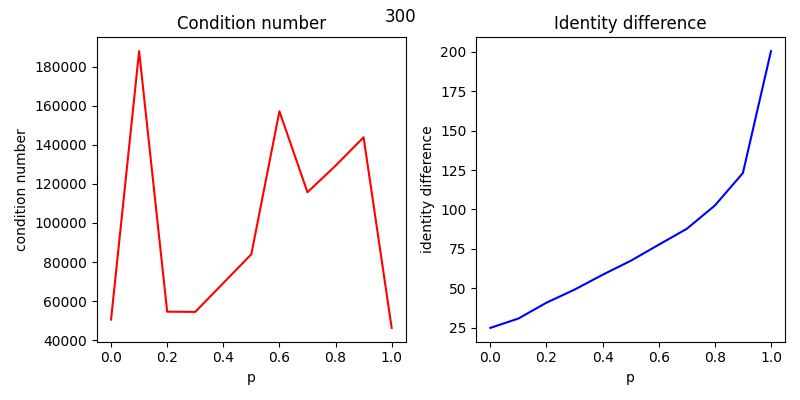 300
Condition number
condition number
180000
160000
140000
120000
100000
80000
60000
40000
0.0 0.2 0.4 0.6 0.8 1.0
p
Identity difference
identity difference
200
175
150
125
100
75
50
25
0.0 0.2 0.4 0.6 0.8 1.0
p